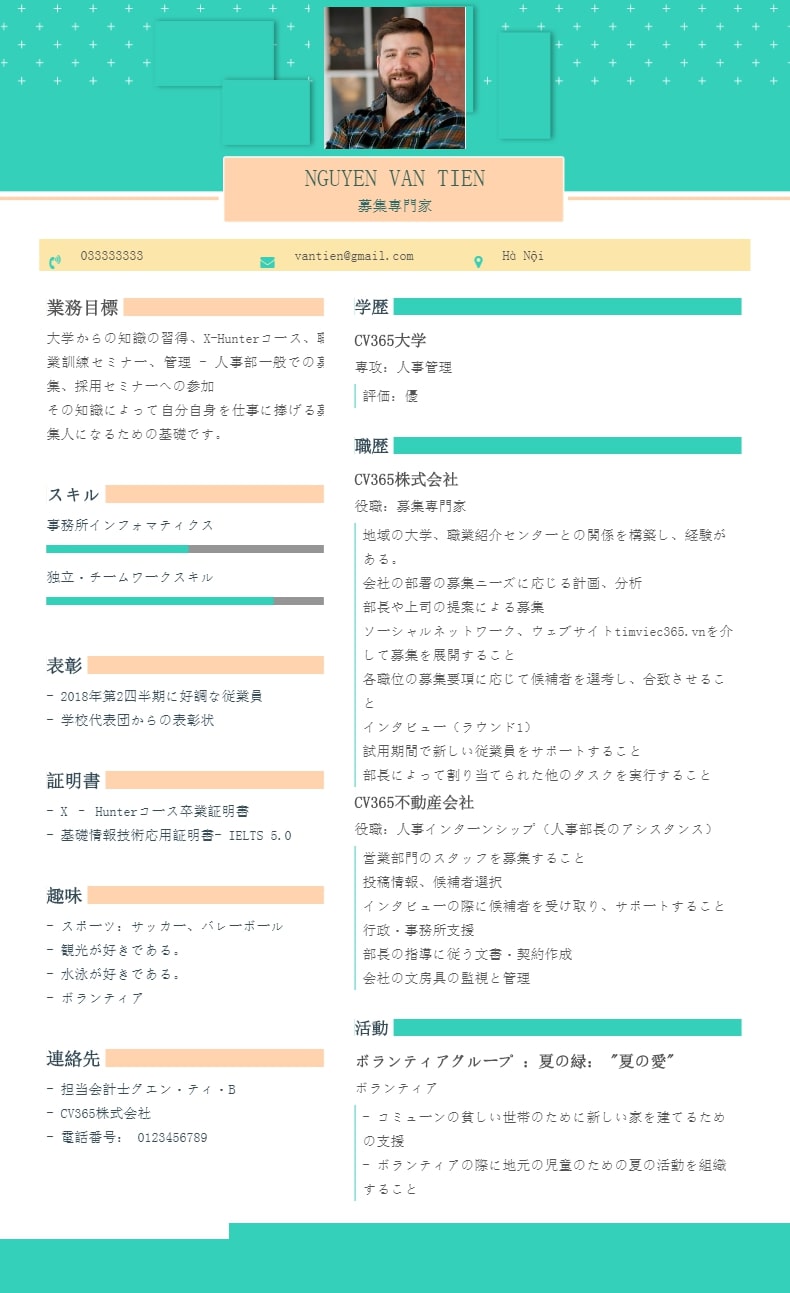 NGUYEN VAN TIEN
募集専門家
033333333
vantien@gmail.com
Hà Nội
業務目標
大学からの知識の習得、X-Hunterコース、職
業訓練セミナー、管理 - 人事部一般での募
集、採用セミナーへの参加
その知識によって自分自身を仕事に捧げる募
集人になるための基礎です。
スキル
事務所インフォマティクス
独立・チームワークスキル
表彰
- 2018年第2四半期に好調な従業員
- 学校代表団からの表彰状
証明書
- X - Hunterコース卒業証明書
- 基礎情報技術応用証明書- IELTS 5.0
趣味
- スポーツ: サッカー、バレーボール
- 観光が好きである。
- 水泳が好きである。
- ボランティア
連絡先
- 担当会計士グエン・ティ・B
- CV365株式会社
- 電話番号: 0123456789
学歴
CV365大学
専攻: 人事管理
評価: 優
職歴
CV365株式会社
役職: 募集専門家
地域の大学、職業紹介センターとの関係を構築し、経験が
ある。
会社の部署の募集ニーズに応じる計画、分析
部長や上司の提案による募集
ソーシャルネットワーク、ウェブサイトtimviec365.vnを介
して募集を展開すること
各職位の募集要項に応じて候補者を選考し、合致させるこ
と
インタビュー（ラウンド1）
試用期間で新しい従業員をサポートすること
部長によって割り当てられた他のタスクを実行すること
CV365不動産会社
役職: 人事インターンシップ（人事部長のアシスタンス）
営業部門のスタッフを募集すること
投稿情報、候補者選択
インタビューの際に候補者を受け取り、サポートすること
行政・事務所支援
部長の指導に従う文書・契約作成
会社の文房具の監視と管理
活動
ボランティアグループ : 夏の緑: "夏の愛"
ボランティア
- コミューンの貧しい世帯のために新しい家を建てるため
の支援
- ボランティアの際に地元の児童のための夏の活動を組織
すること